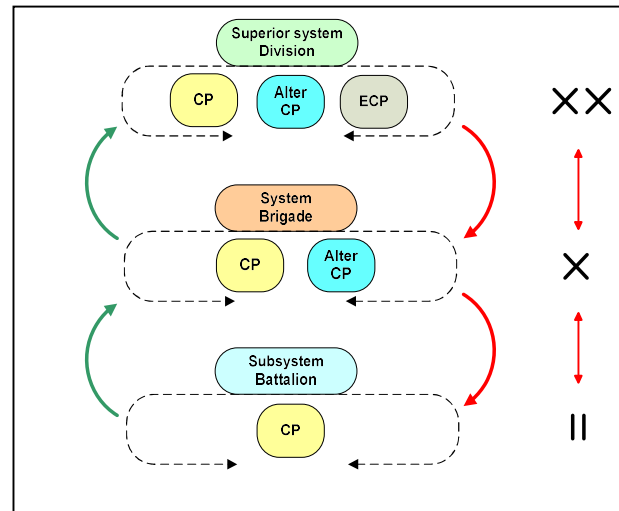 Superior system
Division
CP
Alter
CP
ECP
XX
System
Brigade
CP
Alter
CP
X
Subsystem
Battalion
CP
II